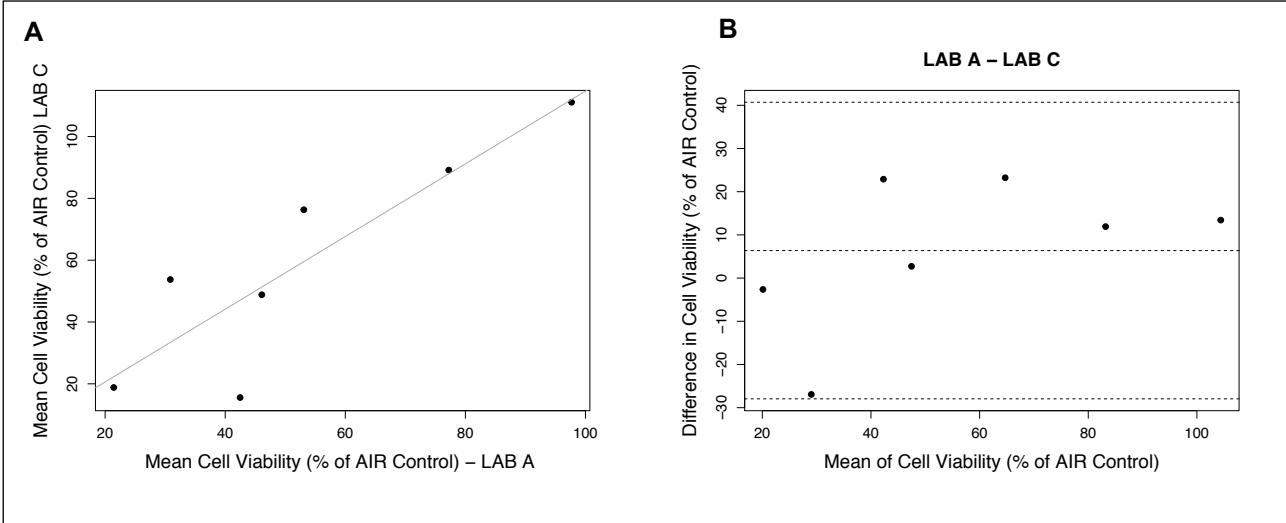 A
Mean Cell Viability (% of AIR Control) LAB C
100
80
60
40
20
20 40 60 80 100
Mean Cell Viability (% of AIR Control) – LAB A
B
LAB A – LAB C
Difference in Cell Viability (% of AIR Control)
40
30
20
10
0
−10
−20
−30
20 40 60 80 100
Mean of Cell Viability (% of AIR Control)